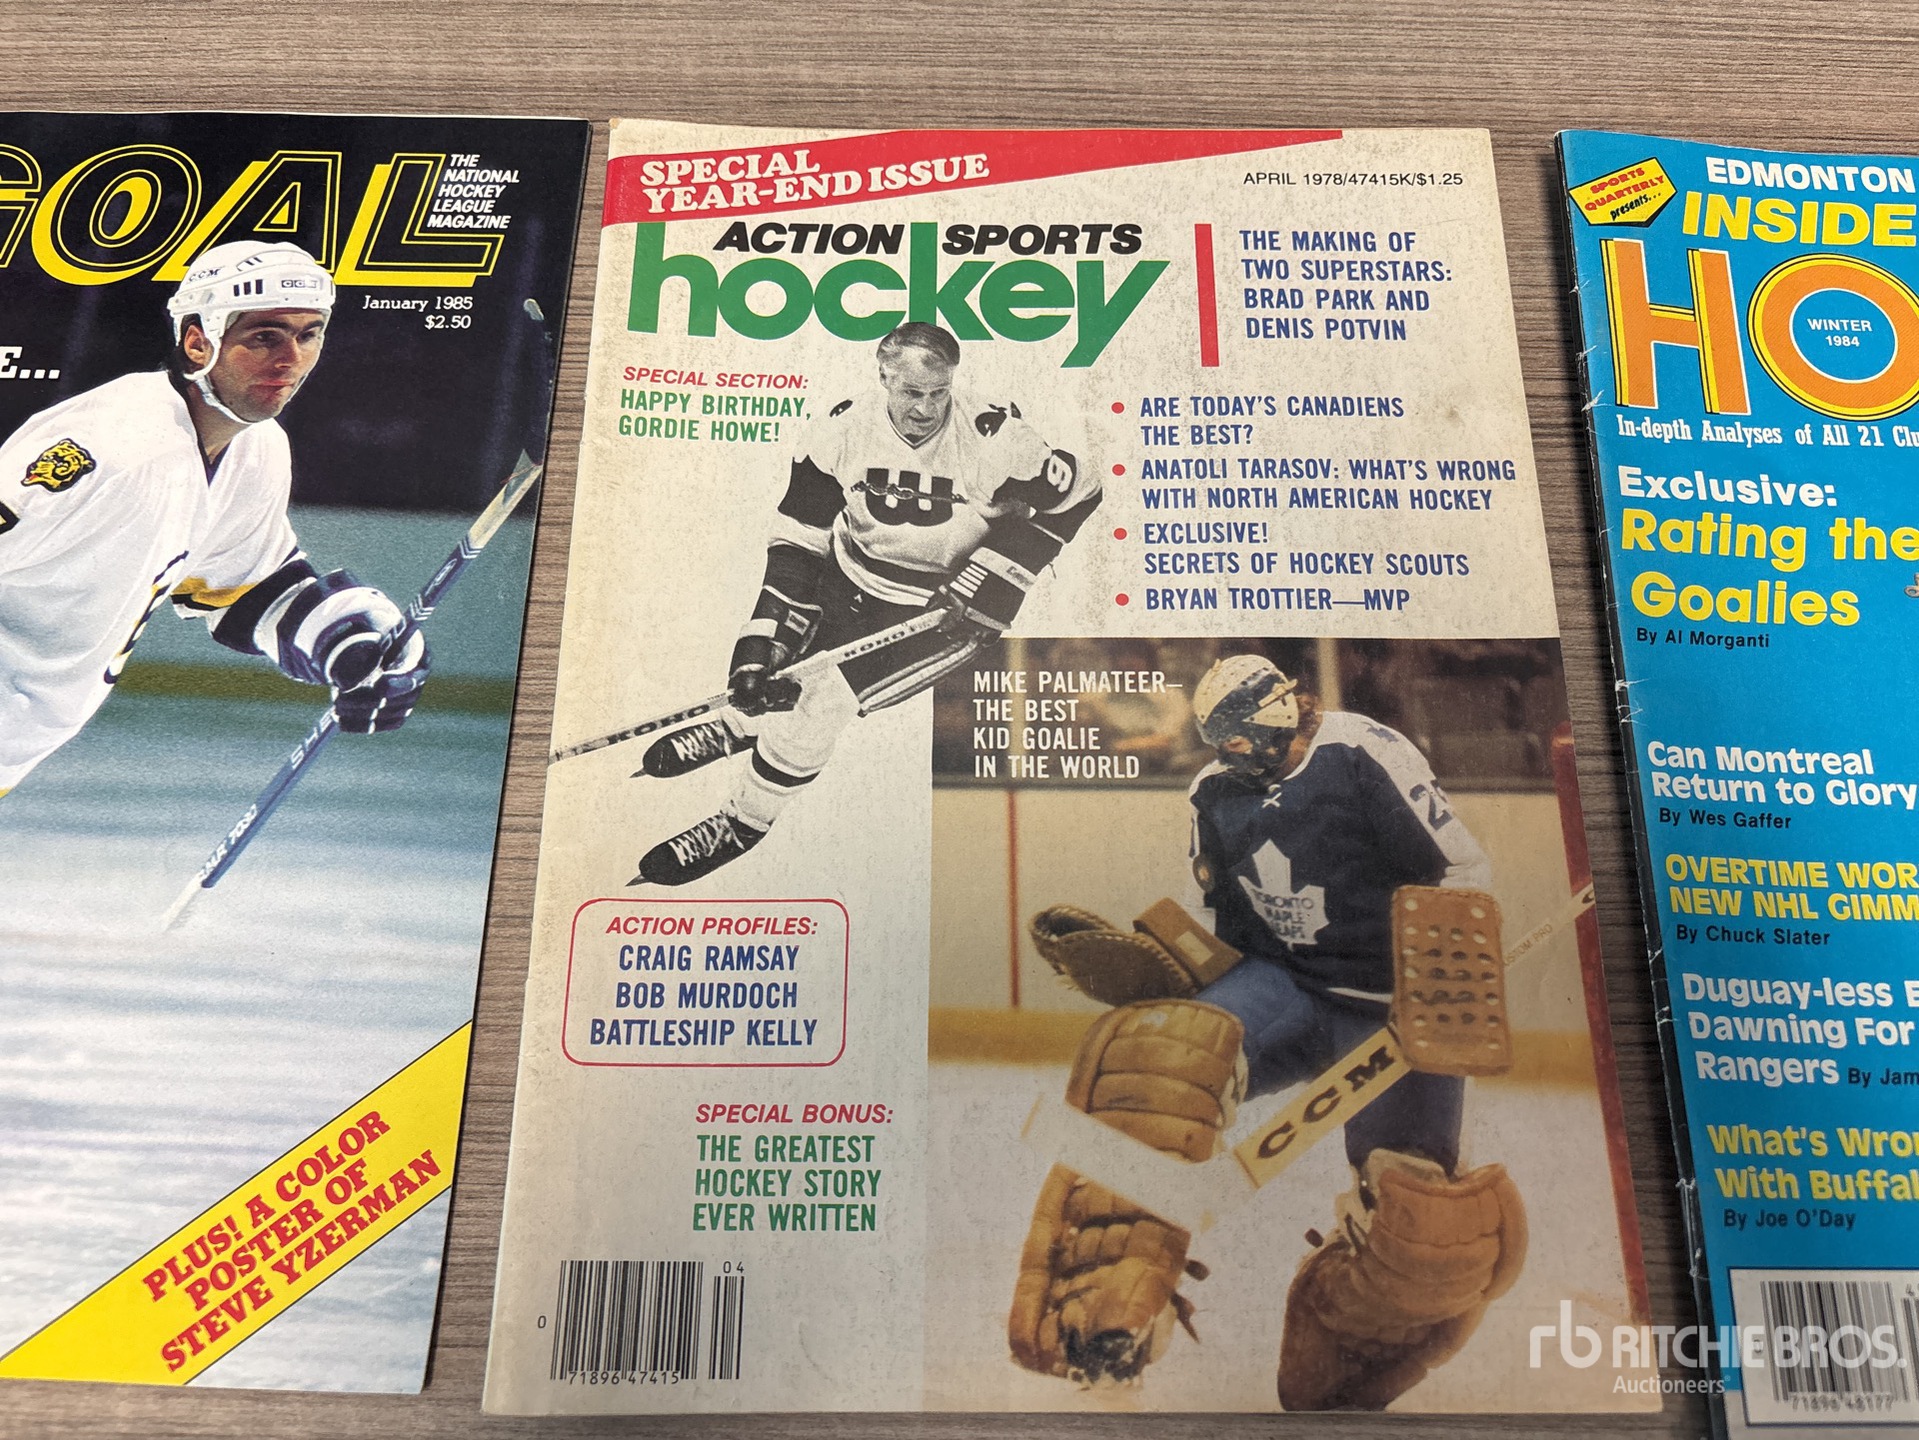 GOAL
THE
NATIONAL
HOCKEY
LEAGUE
MAGAZINE
January 1985
$2.50
E...
CCM
PLUS! A COLOR
POSTER OF
STEVE YZERMAN
SPECIAL
YEAR-END ISSUE
APRIL 1978/47415K/$1.25
ACTION SPORTS
hockey
THE MAKING OF
TWO SUPERSTARS:
BRAD PARK AND
DENIS POTVIN
SPECIAL SECTION:
HAPPY BIRTHDAY,
GORDIE HOWE!
• ARE TODAY'S CANADIENS
THE BEST?
• ANATOLI TARASOV: WHAT'S WRONG
WITH NORTH AMERICAN HOCKEY
• EXCLUSIVE!
SECRETS OF HOCKEY SCOUTS
• BRYAN TROTTIER—MVP
9
KOHO
KOHO
MIKE PALMATEER—
THE BEST
KID GOALIE
IN THE WORLD
TORONTO
MAPLE
LEAFS
CCM
ACTION PROFILES:
CRAIG RAMSAY
BOB MURDOCH
BATTLESHIP KELLY
SPECIAL BONUS:
THE GREATEST
HOCKEY STORY
EVER WRITTEN
04
0
71896 47415
SPORTS
QUARTERLY
presents...
EDMONTON
INSIDE
HO
WINTER
1984
In-depth Analyses of All 21 Clu
Exclusive:
Rating the
Goalies
By Al Morganti
Can Montreal
Return to Glory
By Wes Gaffer
OVERTIME WOR
NEW NHL GIMM
By Chuck Slater
Duguay-less E
Dawning For
Rangers By Jam
What's Wro
With Buffal
By Joe O'Day
71896 48177
rb RITCHIE BROS.
Auctioneers